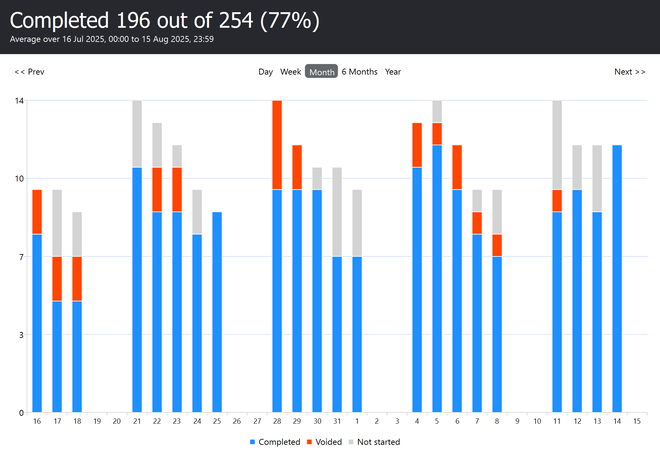 Completed 196 out of 254 (77%)
Average over 16 Jul 2025, 00:00 to 15 Aug 2025, 23:59
<< Prev Day Week Month 6 Months Year Next >>
14
10
7
3
0
16 17 18 19 20 21 22 23 24 25 26 27 28 29 30 31 1 2 3 4 5 6 7 8 9 10 11 12 13 14 15
Completed Voided Not started